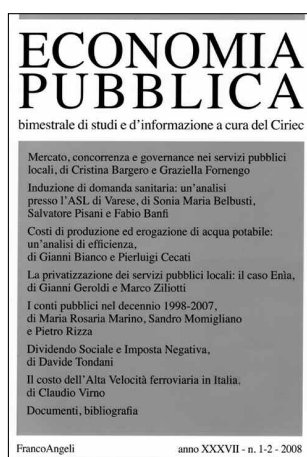 ECONOMIA
PUBBLICA
bimestrale di studi e d'informazione a cura del Ciriec
Mercato, concorrenza e governance nei servizi pubblici
locali, di Cristina Bargero e Graziella Fornengo
Induzione di domanda sanitaria: un'analisi
presso l'ASL di Varese, di Sonia Maria Belbusti,
Salvatore Pisani e Fabio Banfi
Costi di produzione ed erogazione di acqua potabile:
un'analisi di efficienza,
di Gianni Bianco e Pierluigi Cecati
La privatizzazione dei servizi pubblici locali: il caso Enìa,
di Gianni Geroldi e Marco Ziliotti
I conti pubblici nel decennio 1998-2007,
di Maria Rosaria Marino, Sandro Momigliano
e Pietro Rizza
Dividendo Sociale e Imposta Negativa,
di Davide Tondani
Il costo dell'Alta Velocità ferroviaria in Italia,
di Claudio Virno
Documenti, bibliografia
FrancoAngeli anno XXXVII - n. 1-2 - 2008